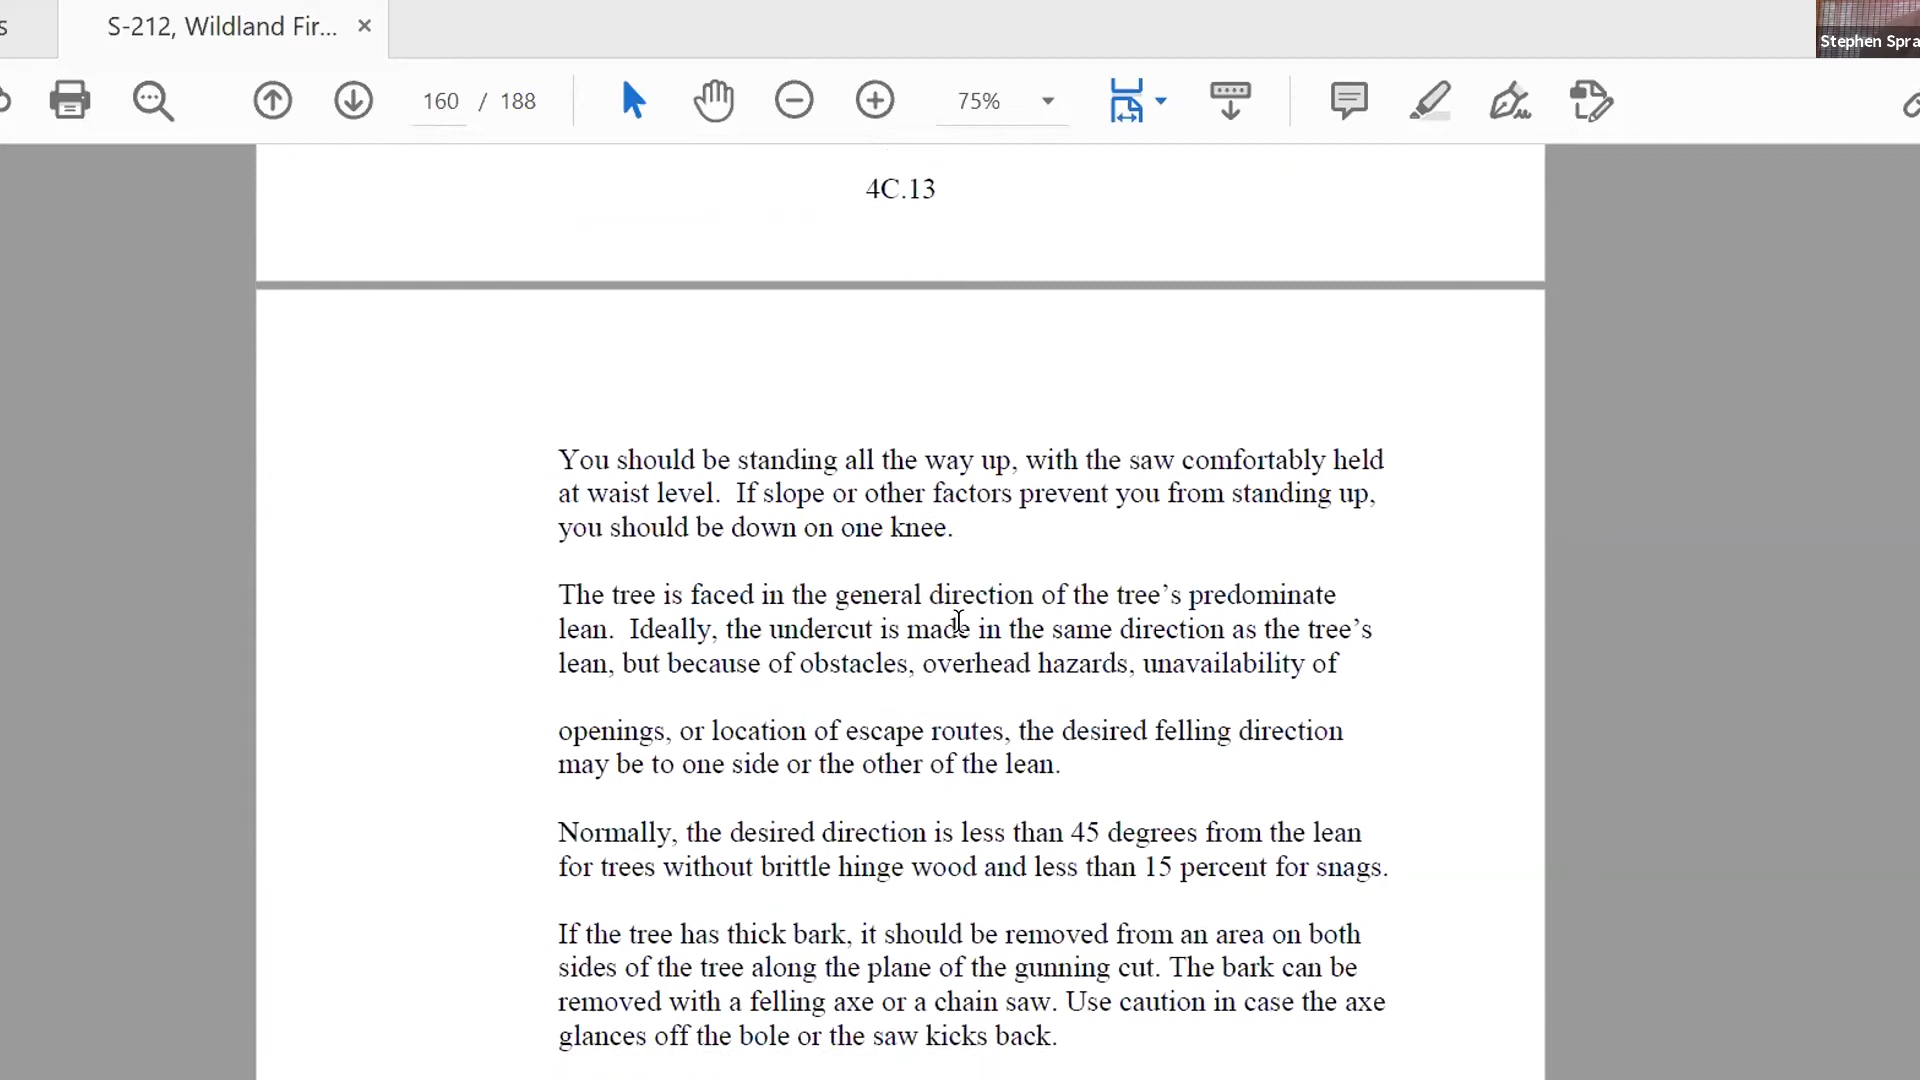 s
S-212, Wildland Fir...
Stephen Spra
160 / 188
75%
4C.13
You should be standing all the way up, with the saw comfortably held
at waist level.  If slope or other factors prevent you from standing up,
you should be down on one knee.
The tree is faced in the general direction of the tree’s predominate
lean.  Ideally, the undercut is made in the same direction as the tree’s
lean, but because of obstacles, overhead hazards, unavailability of
openings, or location of escape routes, the desired felling direction
may be to one side or the other of the lean.
Normally, the desired direction is less than 45 degrees from the lean
for trees without brittle hinge wood and less than 15 percent for snags.
If the tree has thick bark, it should be removed from an area on both
sides of the tree along the plane of the gunning cut. The bark can be
removed with a felling axe or a chain saw. Use caution in case the axe
glances off the bole or the saw kicks back.